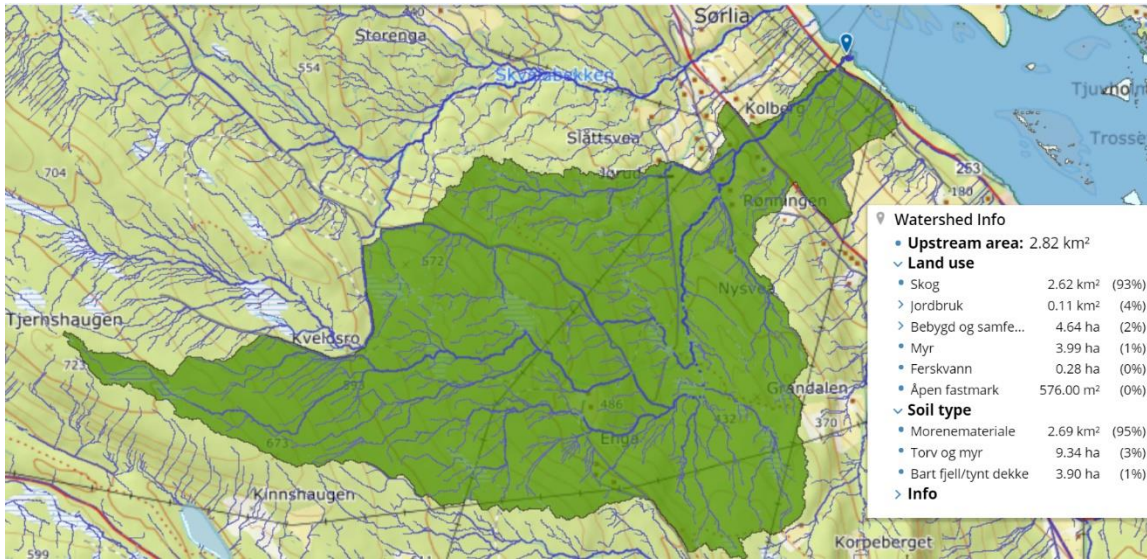 Sørlia
Storenga
440
554
Skvetabekken
Kolberg
Tjuvholm
Slåttsvea
Trosse
704
Jorud
253
180
Rønningen
572
Nysvea
Tjernshaugen
Kveldsro
723
593
Grandalen
486
432
370
Enga
673
Kinnshaugen
599
Korpeberget
Watershed Info
Upstream area: 2.82 km²
Land use
Skog 2.62 km² (93%)
Jordbruk 0.11 km² (4%)
Bebygd og samfe... 4.64 ha (2%)
Myr 3.99 ha (1%)
Ferskvann 0.28 ha (0%)
Åpen fastmark 576.00 m² (0%)
Soil type
Morenemateriale 2.69 km² (95%)
Torv og myr 9.34 ha (3%)
Bart fjell/tynt dekke 3.90 ha (1%)
Info